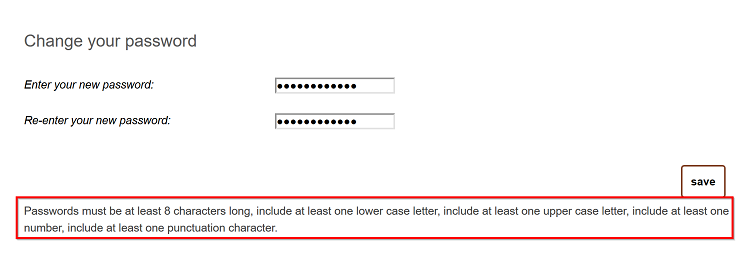 Change your password
Enter your new password:
●●●●●●●●●●●●
Re-enter your new password:
●●●●●●●●●●●●
save
Passwords must be at least 8 characters long, include at least one lower case letter, include at least one upper case letter, include at least one
number, include at least one punctuation character.